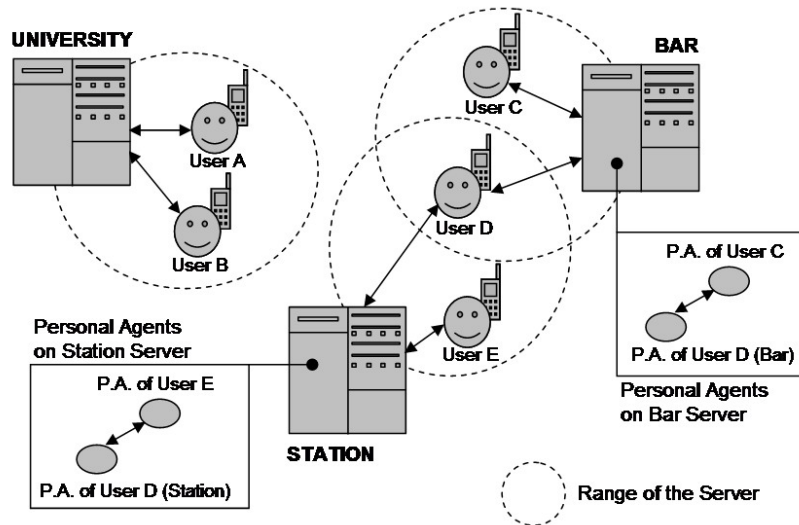 UNIVERSITY
BAR
User C
User A
User D
User B
P.A. of User C
P.A. of User D (Bar)
Personal Agents
on Station Server
User E
Personal Agents
on Bar Server
P.A. of User E
P.A. of User D (Station)
STATION
Range of the Server